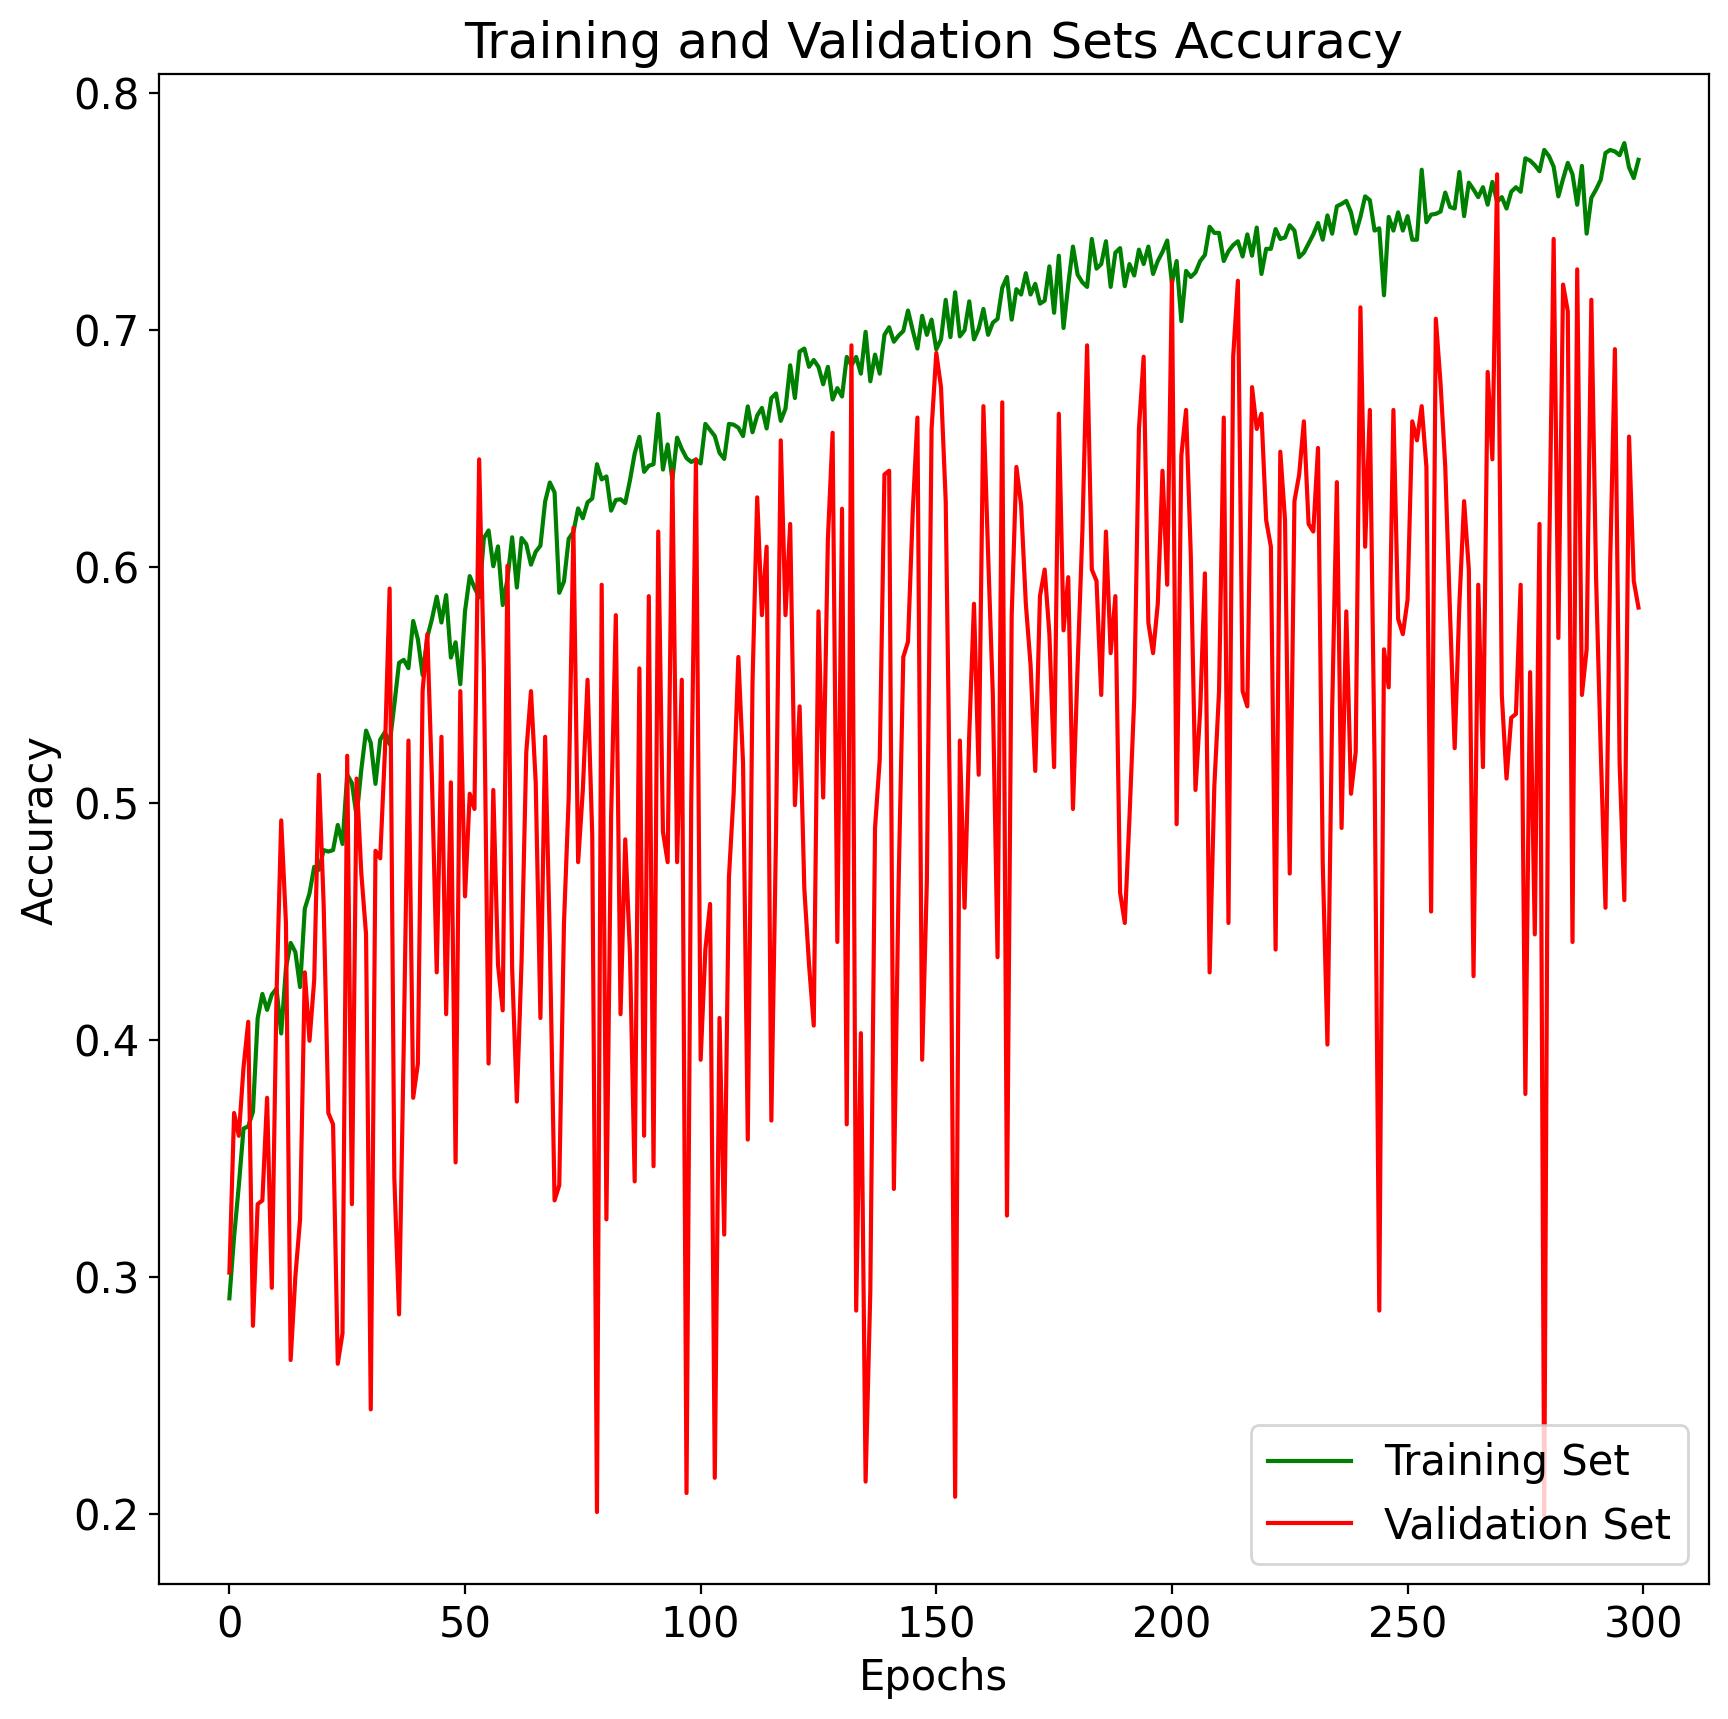 Training and Validation Sets Accuracy
0.8
0.7
0.6
0.5
0.4
0.3
0.2
Accuracy
Training Set
Validation Set
0 50 100 150 200 250 300
Epochs